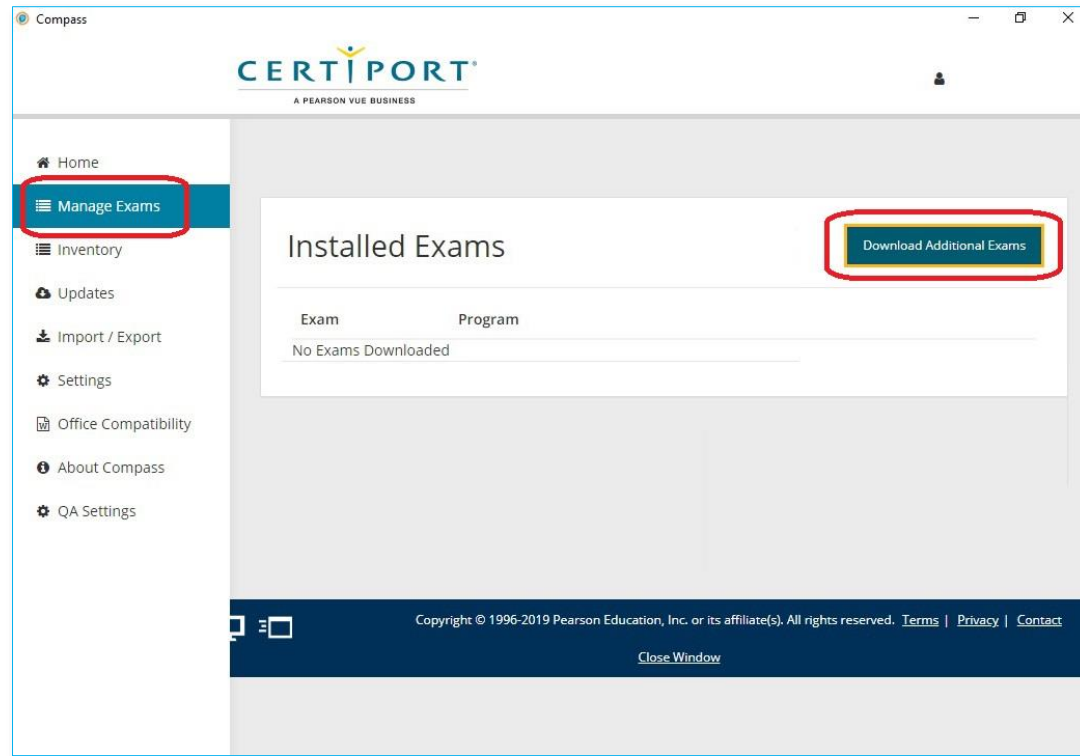 Compass
CERTIPORT
A PEARSON VUE BUSINESS
Home
Manage Exams
Inventory
Updates
Import / Export
Settings
Office Compatibility
About Compass
QA Settings
Installed Exams
Download Additional Exams
Exam Program
No Exams Downloaded
Copyright © 1996-2019 Pearson Education, Inc. or its affiliate(s). All rights reserved. Terms | Privacy | Contact
Close Window